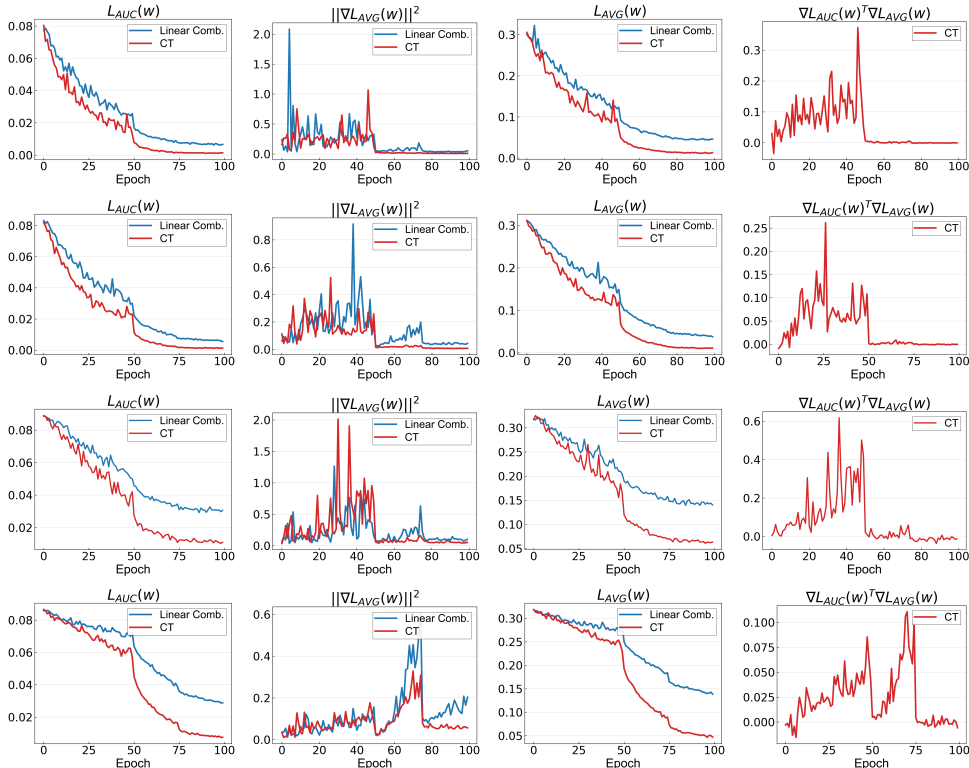 L_AUC(w)
0.08
0.06
0.04
0.02
0.00
0 25 50 75 100
Epoch
Linear Comb.
CT
||∇L_AVG(w)||²
2.0
1.5
1.0
0.5
0.0
0 20 40 60 80 100
Epoch
Linear Comb.
CT
L_AVG(w)
0.3
0.2
0.1
0.0
0 20 40 60 80 100
Epoch
Linear Comb.
CT
∇L_AUC(w)ᵀ∇L_AVG(w)
0.3
0.2
0.1
0.0
0 20 40 60 80 100
Epoch
CT
L_AUC(w)
0.08
0.06
0.04
0.02
0.00
0 25 50 75 100
Epoch
Linear Comb.
CT
||∇L_AVG(w)||²
0.8
0.6
0.4
0.2
0.0
0 20 40 60 80 100
Epoch
Linear Comb.
CT
L_AVG(w)
0.3
0.2
0.1
0.0
0 25 50 75 100
Epoch
Linear Comb.
CT
∇L_AUC(w)ᵀ∇L_AVG(w)
0.25
0.20
0.15
0.10
0.05
0.00
0 25 50 75 100
Epoch
CT
L_AUC(w)
0.08
0.06
0.04
0.02
0 25 50 75 100
Epoch
Linear Comb.
CT
||∇L_AVG(w)||²
2.0
1.5
1.0
0.5
0.0
0 20 40 60 80 100
Epoch
Linear Comb.
CT
L_AVG(w)
0.30
0.25
0.20
0.15
0.10
0.05
0 25 50 75 100
Epoch
Linear Comb.
CT
∇L_AUC(w)ᵀ∇L_AVG(w)
0.6
0.4
0.2
0.0
0 20 40 60 80 100
Epoch
CT
L_AUC(w)
0.08
0.06
0.04
0.02
0 25 50 75 100
Epoch
Linear Comb.
CT
||∇L_AVG(w)||²
0.6
0.4
0.2
0.0
0 20 40 60 80 100
Epoch
Linear Comb.
CT
L_AVG(w)
0.30
0.25
0.20
0.15
0.10
0.05
0 25 50 75 100
Epoch
Linear Comb.
CT
∇L_AUC(w)ᵀ∇L_AVG(w)
0.100
0.075
0.050
0.025
0.000
0 25 50 75 100
Epoch
CT